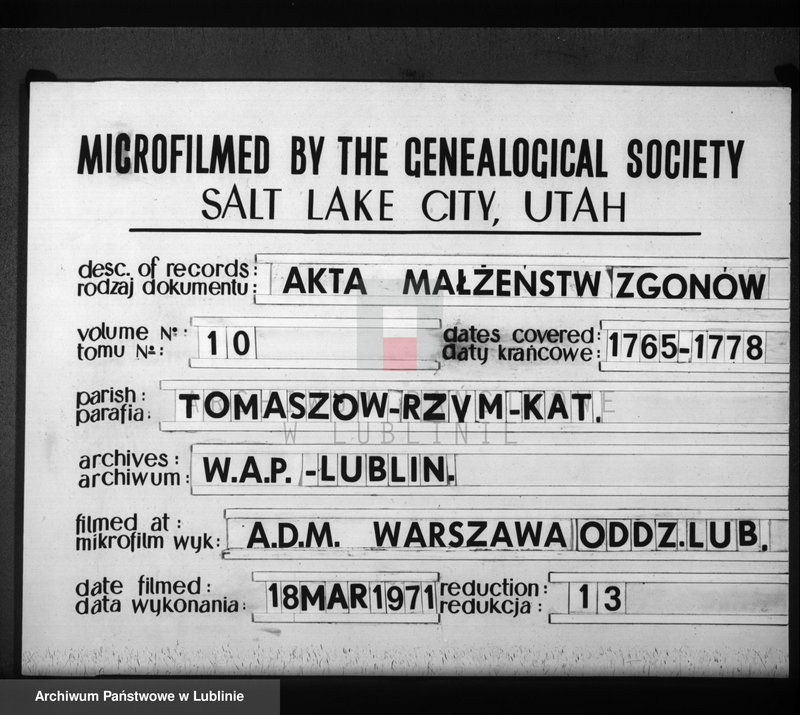 MICROFILMED BY THE GENEALOGICAL SOCIETY
SALT LAKE CITY, UTAH
desc. of records:
rodzaj dokumentu: AKTA MAŁŻEŃSTW ZGONÓW
volume No:
tomu No: 10
dates covered:
daty krańcowe: 1765-1778
parish:
parafia: TOMASZOW-RZYM-KAT.
W LUBLINIE
archives:
archiwum: W.A.P.-LUBLIN.
filmed at:
mikrofilm wyk: A.D.M. WARSZAWA ODDZ.LUB.
date filmed:
data wykonania: 18MAR1971
reduction:
redukcja: 13
Archiwum Państwowe w Lublinie